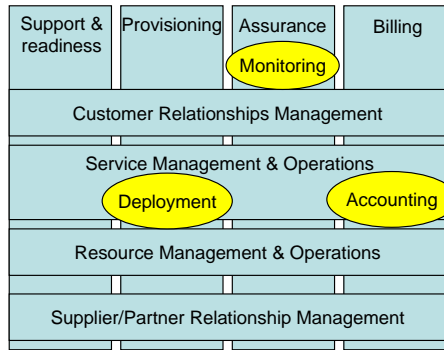 Support & readiness
Provisioning
Assurance
Billing
Monitoring
Customer Relationships Management
Service Management & Operations
Deployment
Accounting
Resource Management & Operations
Supplier/Partner Relationship Management